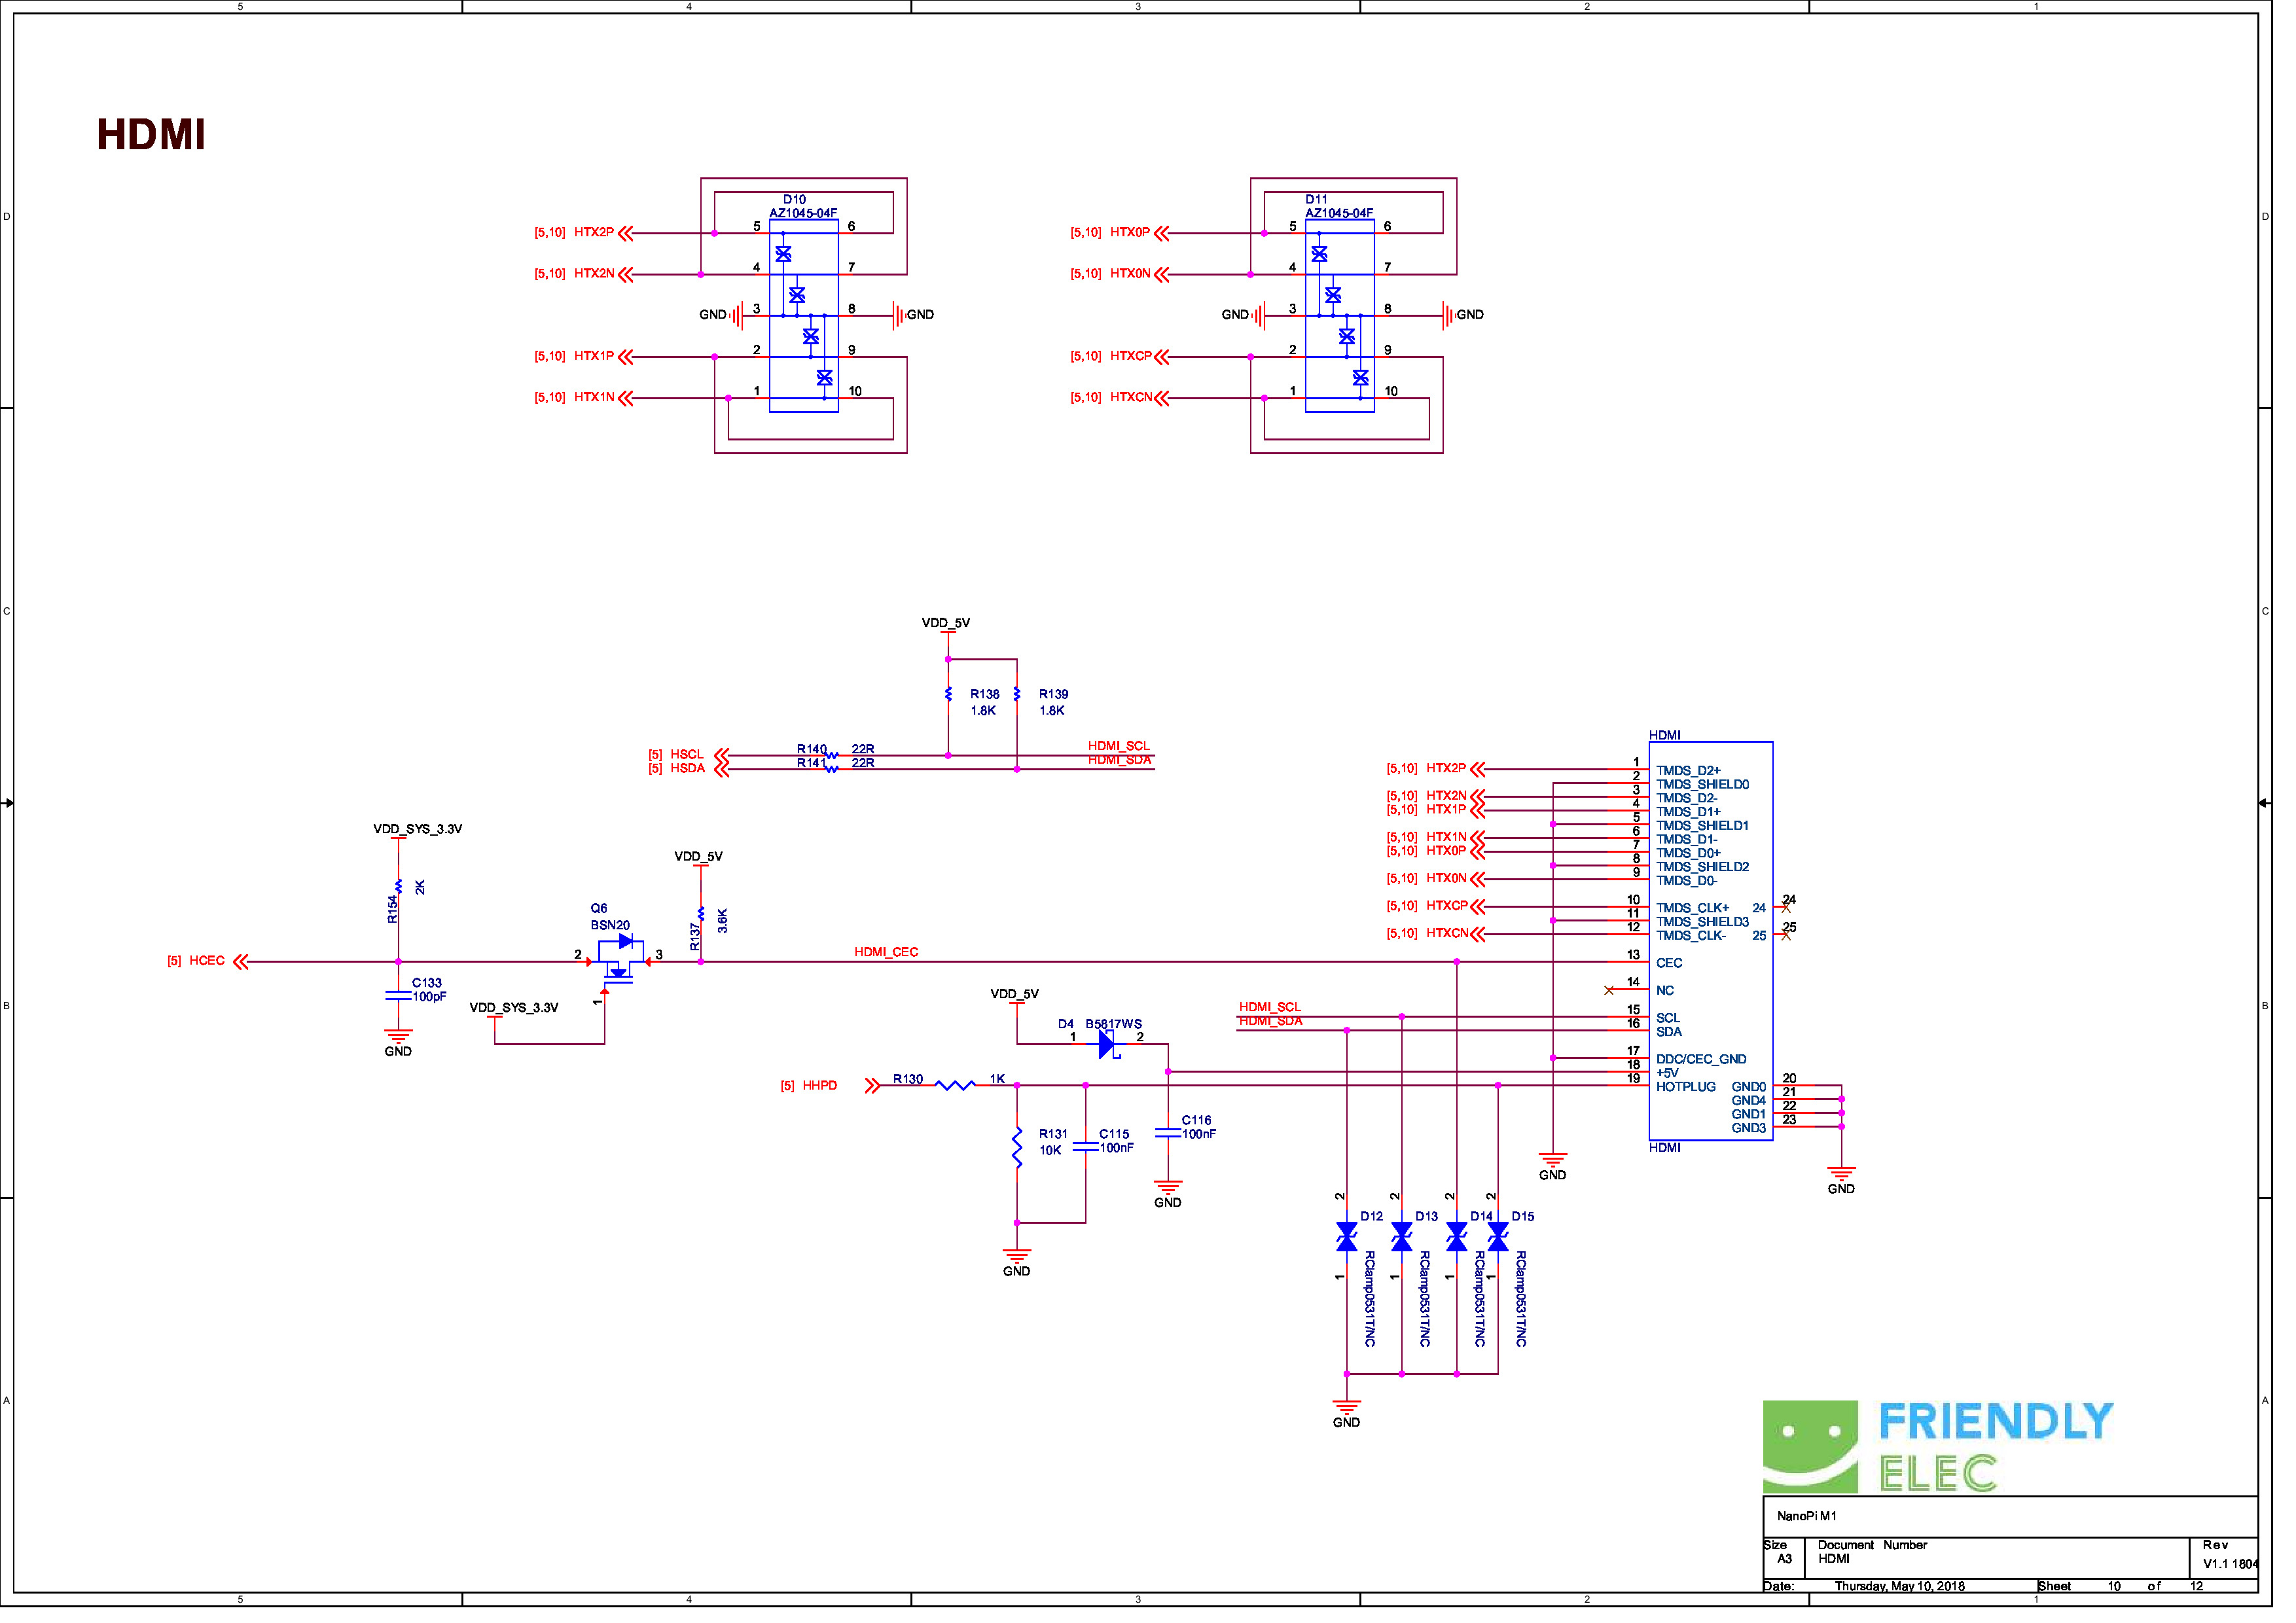 5 4 3 2 1
HDMI
D D
D10
AZ1045-04F
[5,10] HTX2P 5 6
[5,10] HTX2N 4 7
GND 3 8 GND
[5,10] HTX1P 2 9
[5,10] HTX1N 1 10
D11
AZ1045-04F
[5,10] HTX0P 5 6
[5,10] HTX0N 4 7
GND 3 8 GND
[5,10] HTXCP 2 9
[5,10] HTXCN 1 10
C C
VDD_5V
R138 R139
1.8K 1.8K
[5] HSCL R140 22R HDMI_SCL
[5] HSDA R141 22R HDMI_SDA
VDD_SYS_3.3V
R154 2K
VDD_5V
R137 3.6K
Q6
BSN20
[5] HCEC 2 3 HDMI_CEC
1
C133
100pF
GND
VDD_SYS_3.3V
VDD_5V
D4 B5817WS
1 2
[5] HHPD R130 1K
R131
10K
C115
100nF
C116
100nF
GND
GND
HDMI
[5,10] HTX2P 1 TMDS_D2+
2 TMDS_SHIELD0
[5,10] HTX2N 3 TMDS_D2-
[5,10] HTX1P 4 TMDS_D1+
5 TMDS_SHIELD1
[5,10] HTX1N 6 TMDS_D1-
[5,10] HTX0P 7 TMDS_D0+
8 TMDS_SHIELD2
[5,10] HTX0N 9 TMDS_D0-
[5,10] HTXCP 10 TMDS_CLK+ 24 24
11 TMDS_SHIELD3
[5,10] HTXCN 12 TMDS_CLK- 25 25
13 CEC
14 NC
HDMI_SCL 15 SCL
HDMI_SDA 16 SDA
17 DDC/CEC_GND
18 +5V
19 HOTPLUG GND0 20
GND4 21
GND1 22
GND3 23
HDMI
GND
GND
B B
2 2 2 2
D12 D13 D14 D15
RClamp0531T/NC RClamp0531T/NC RClamp0531T/NC RClamp0531T/NC
1 1 1 1
GND
A A
FRIENDLY
ELEC
NanoPi M1
Size Document Number Rev
A3 HDMI V1.1 1804
Date: Thursday, May 10, 2018 Sheet 10 of 12
5 4 3 2 1